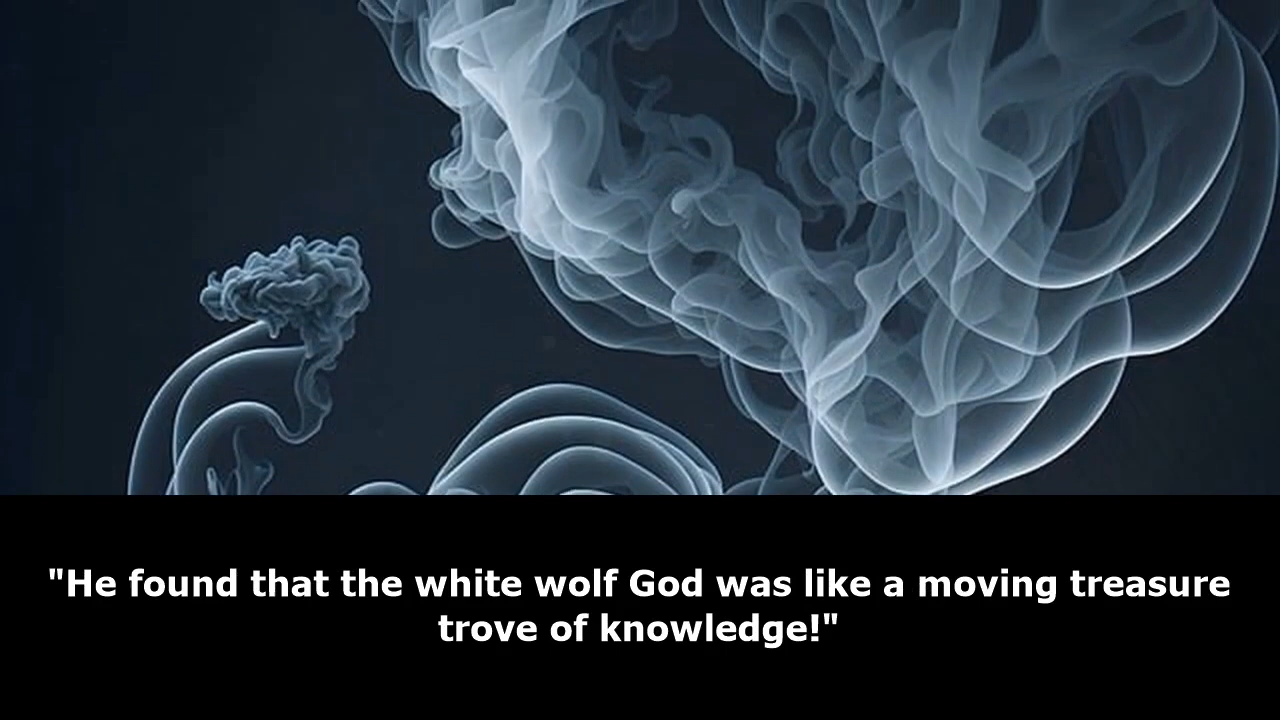 "He found that the white wolf God was like a moving treasure
trove of knowledge!"